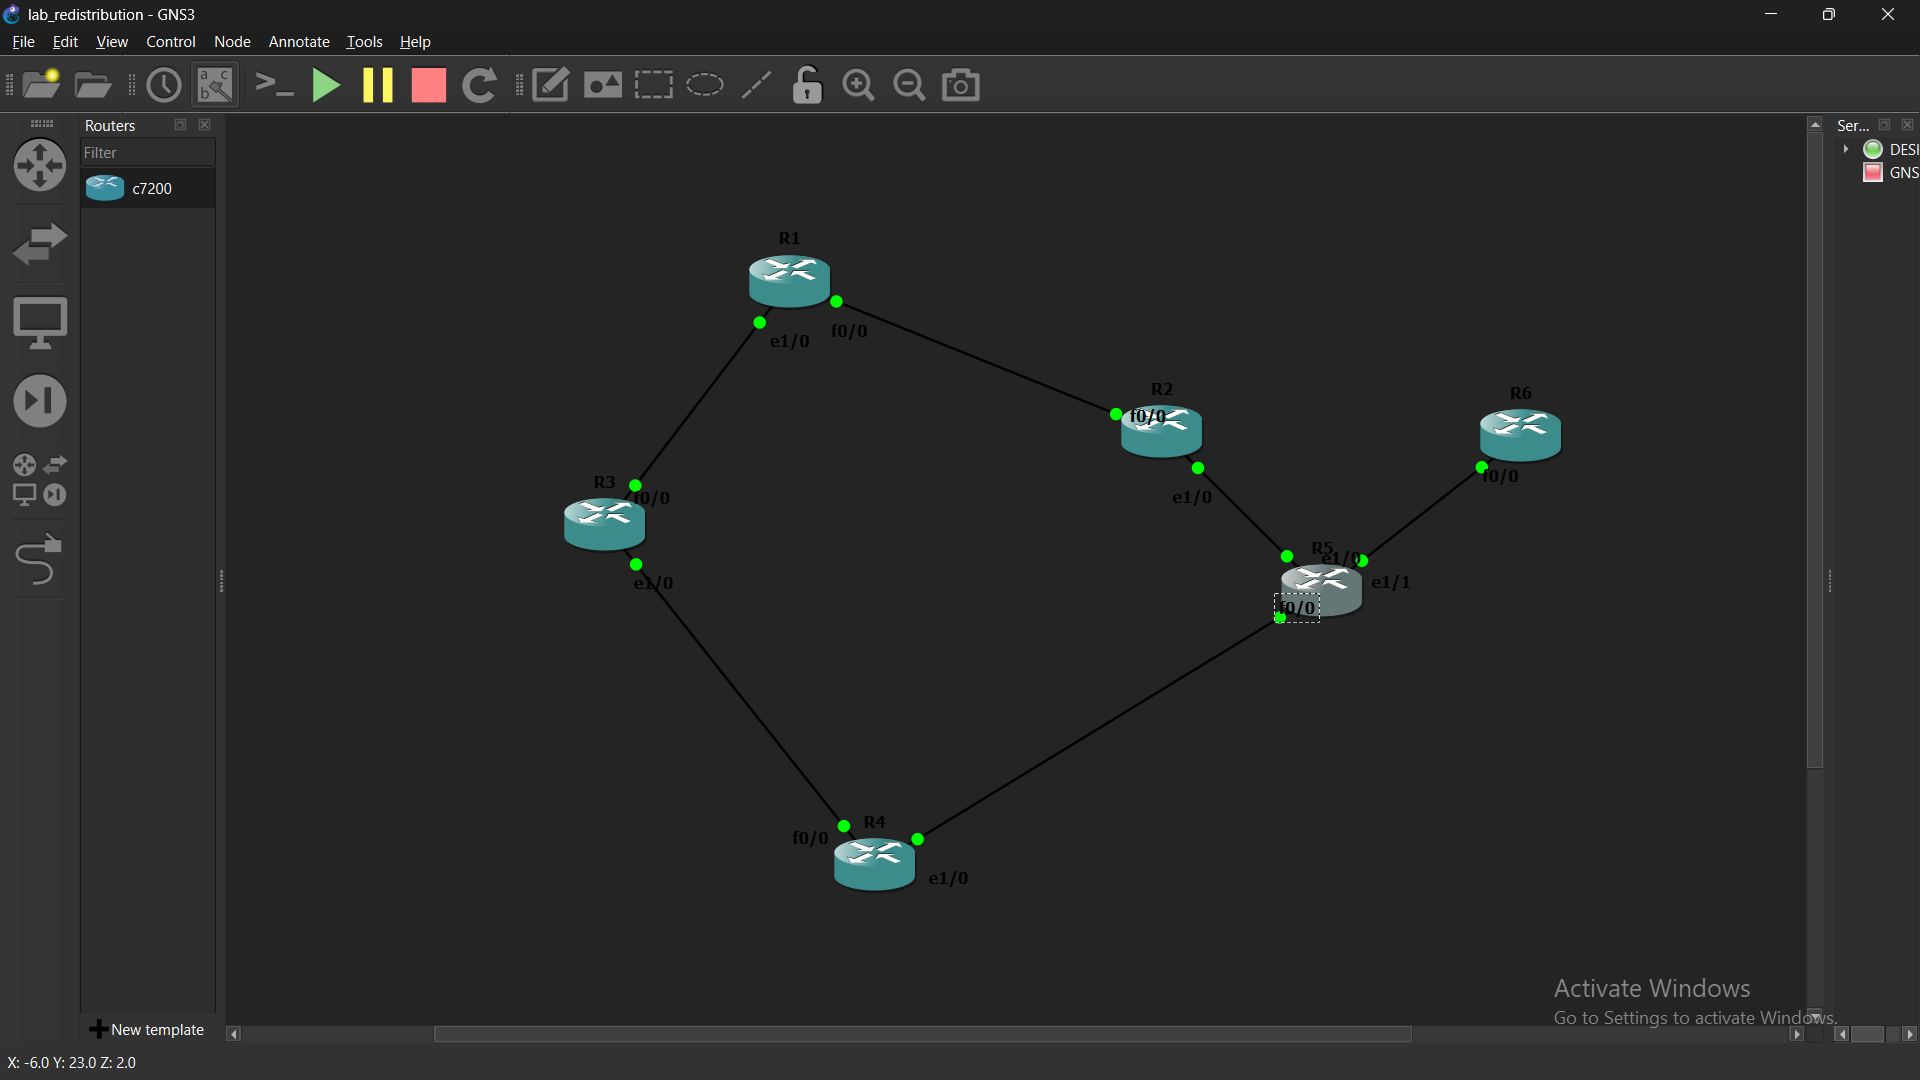 lab_redistribution - GNS3
File Edit View Control Node Annotate Tools Help
a c
b
Routers
Ser...
Filter
DESI
c7200
GNS
R1
e1/0
f0/0
R2
f0/0
e1/0
R6
f0/0
R3
f0/0
e1/0
R5
e1/0
e1/1
f0/0
R4
f0/0
e1/0
Activate Windows
Go to Settings to activate Windows.
New template
X: -6.0 Y: 23.0 Z: 2.0